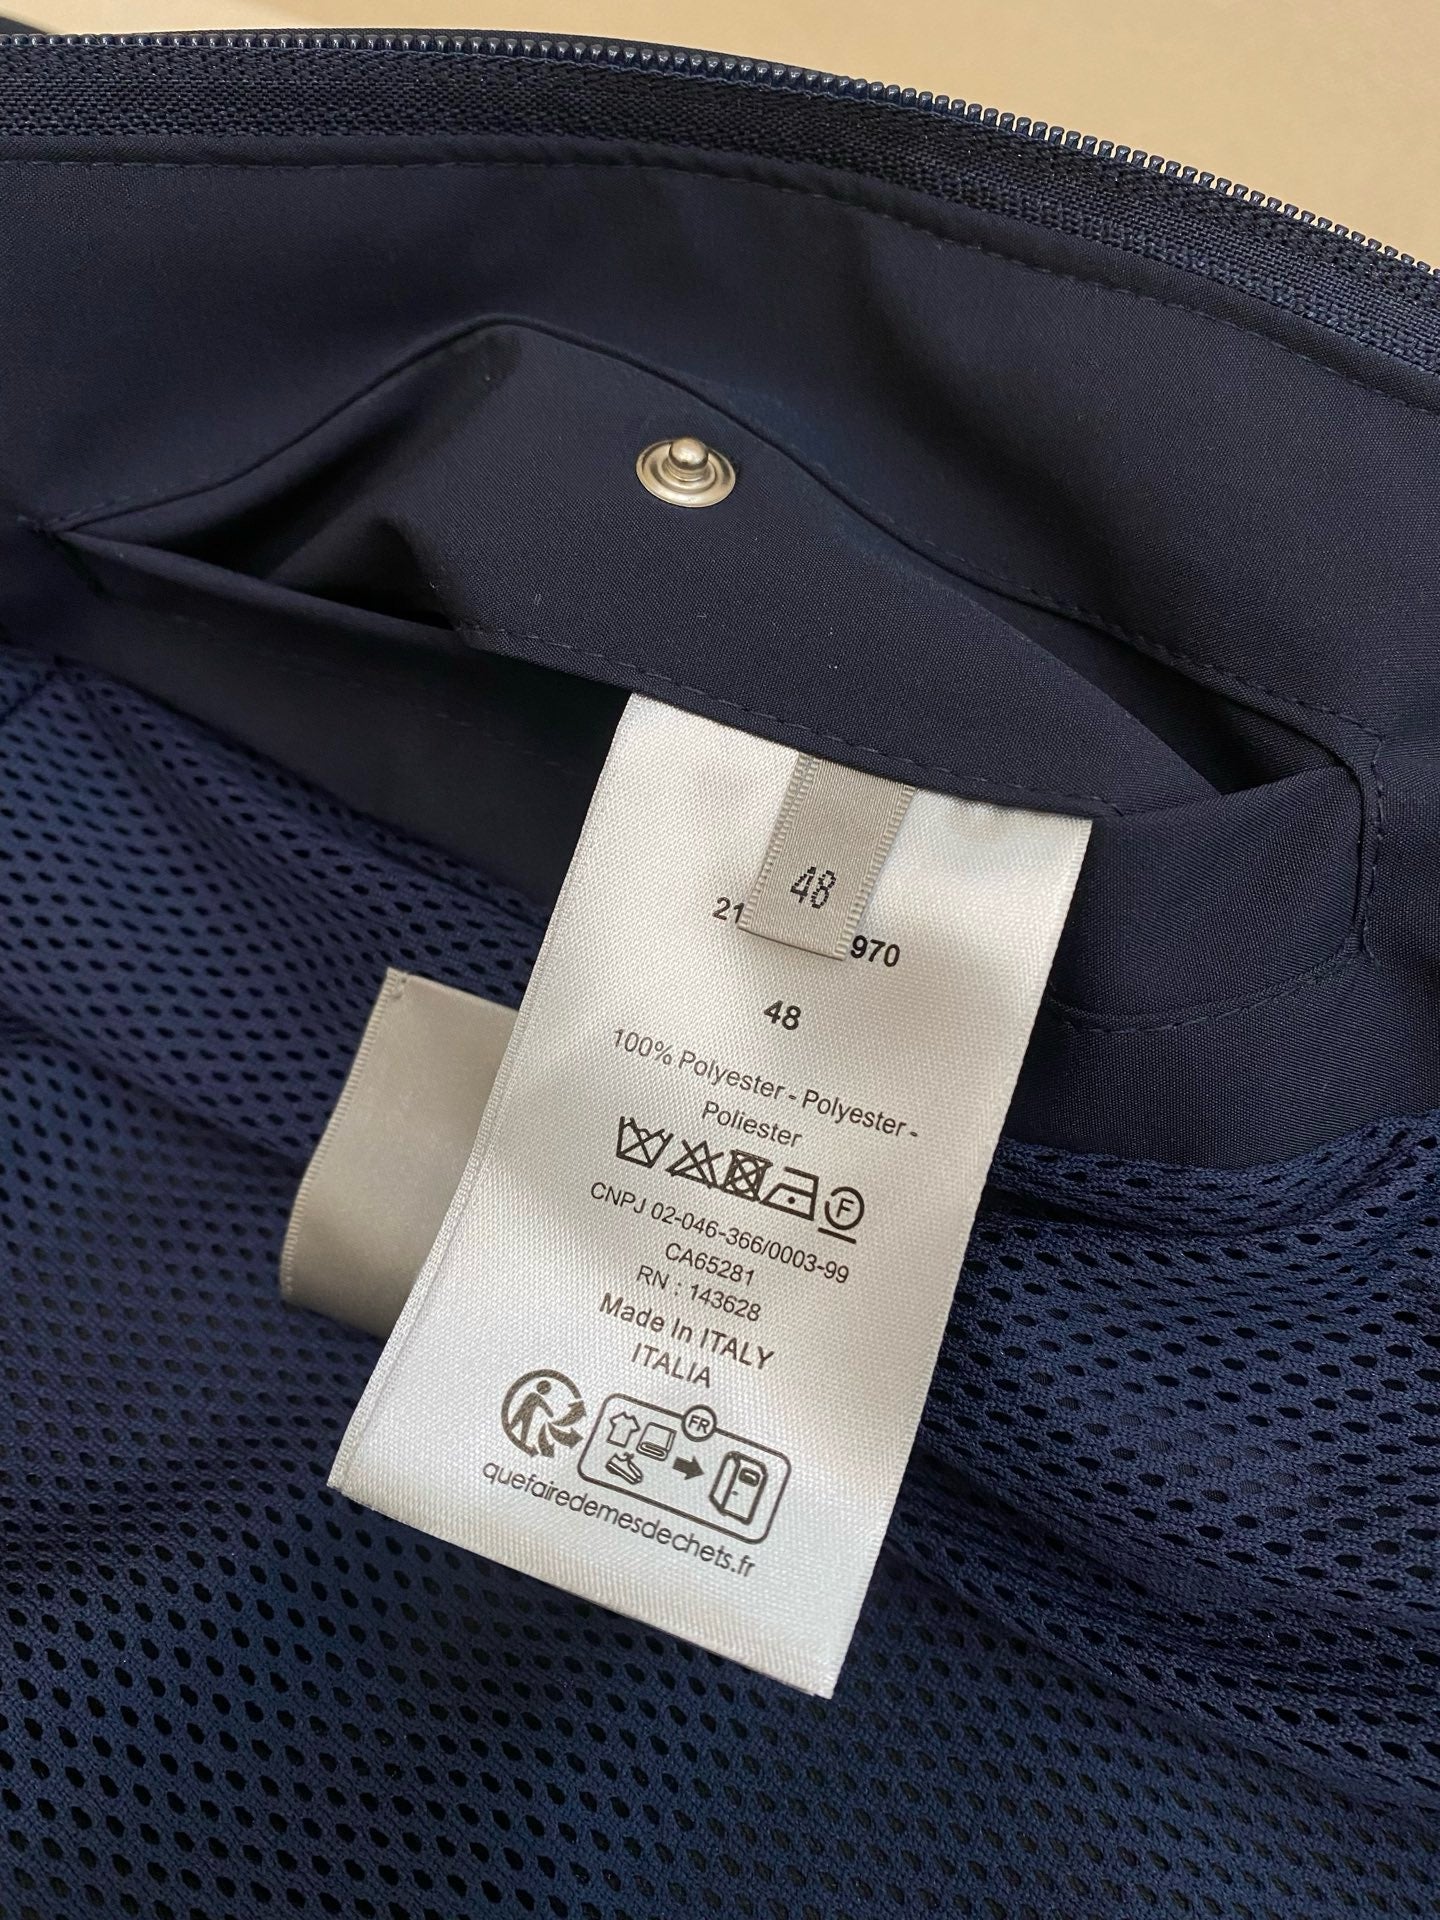 48
21 970
48
100% Polyester - Polyester -
Poliester
F
CNPJ 02-046-366/0003-99
CA65281
RN : 143628
Made In ITALY
ITALIA
FR
quefairedemesdechets.fr